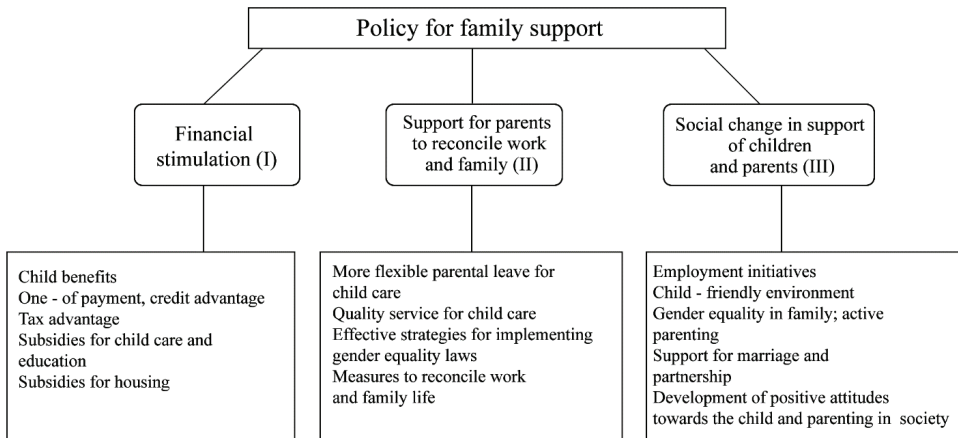 Policy for family support
Financial
stimulation (I)
Support for parents
to reconcile work
and family (II)
Social change in support
of children
and parents (III)
Child benefits
One - of payment, credit advantage
Tax advantage
Subsidies for child care and
education
Subsidies for housing
More flexible parental leave for
child care
Quality service for child care
Effective strategies for implementing
gender equality laws
Measures to reconcile work
and family life
Employment initiatives
Child - friendly environment
Gender equality in family; active
parenting
Support for marriage and
partnership
Development of positive attitudes
towards the child and parenting in society